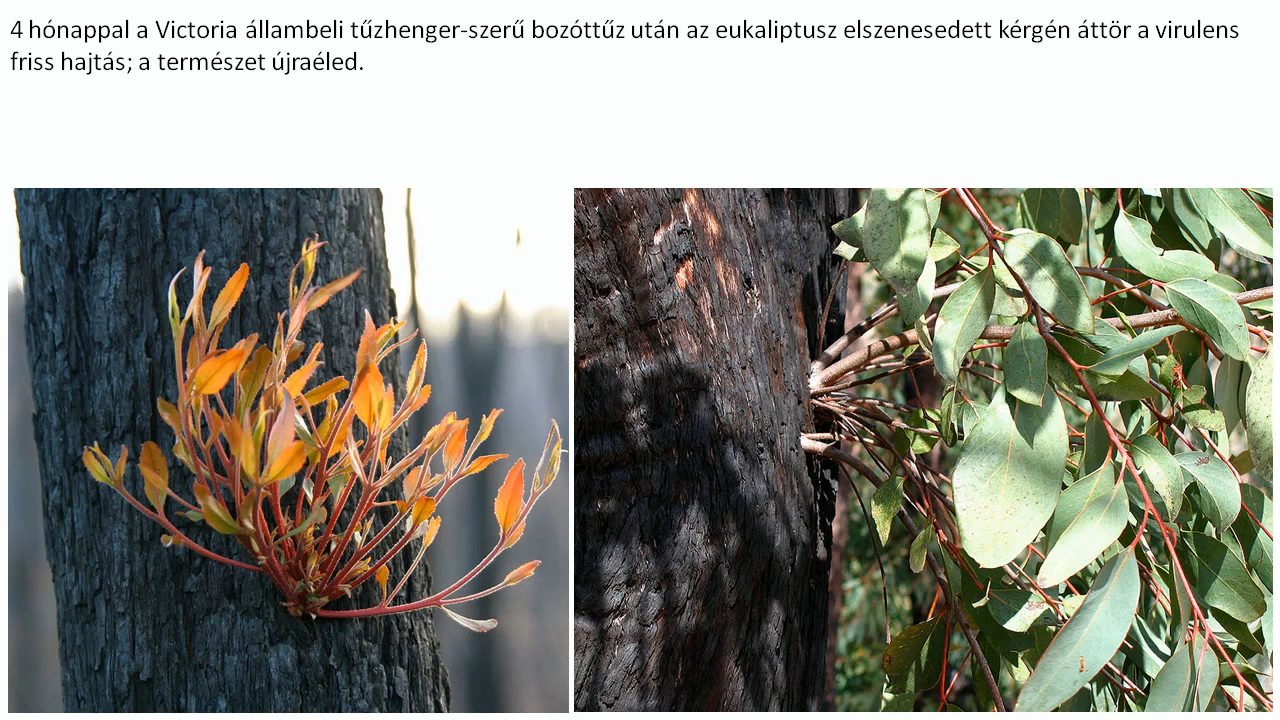 4 hónappal a Victoria állambeli tűzhenger-szerű bozóttűz után az eukaliptusz elszenesedett kérgén áttör a virulens
friss hajtás; a természet újraéled.